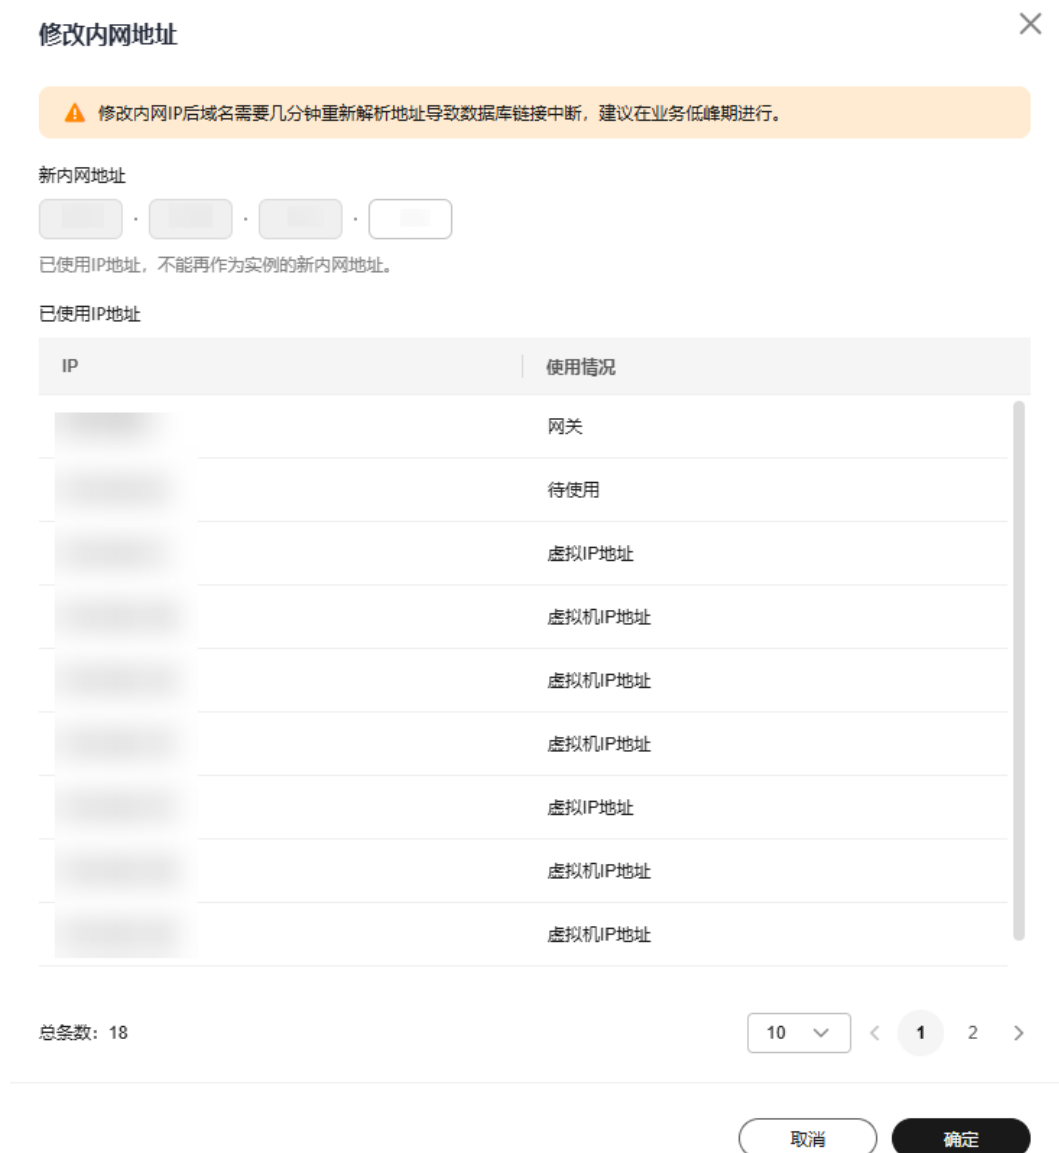 修改内网地址
修改内网IP后域名需要几分钟重新解析地址导致数据库链接中断，建议在业务低峰期进行。
新内网地址
· · ·
已使用IP地址，不能再作为实例的新内网地址。
已使用IP地址
IP 使用情况
网关
待使用
虚拟IP地址
虚拟机IP地址
虚拟机IP地址
虚拟机IP地址
虚拟IP地址
虚拟机IP地址
虚拟机IP地址
总条数：18 10 1 2
取消 确定